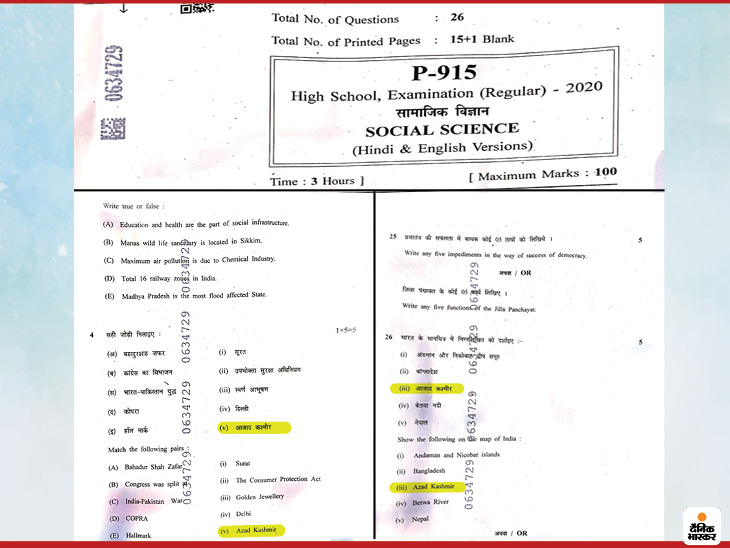 Total No. of Questions : 26
Total No. of Printed Pages : 15+1 Blank
0634729
P-915
High School, Examination (Regular) - 2020
सामाजिक विज्ञान
SOCIAL SCIENCE
(Hindi & English Versions)
Time : 3 Hours ] [ Maximum Marks : 100
Write true or false :
(A) Education and health are the part of social infrastructure.
(B) Manas wild life sanctuary is located in Sikkim.
(C) Maximum air pollution is due to Chemical Industry.
(D) Total 16 railway zones in India.
(E) Madhya Pradesh is the most flood affected State.
0634729
4 सही जोड़ी मिलाइए : 1×5=5
(अ) बहादुरशाह जफर (i) सूरत
(ब) कांग्रेस का विभाजन (ii) उपभोक्ता सुरक्षा अधिनियम
(स) भारत-पाकिस्तान युद्ध (iii) स्वर्ण आभूषण
(द) कोपरा (iv) दिल्ली
(इ) हॉल मार्क (v) आजाद कश्मीर
0634729
0634729
Match the following pairs :
(A) Bahadur Shah Zafar (i) Surat
(B) Congress was split in (ii) The Consumer Protection Act
(C) India-Pakistan War (iii) Golden Jewellery
(D) COPRA (iv) Delhi
(E) Hallmark (v) Azad Kashmir
0634729
25 प्रजातंत्र की सफलता में बाधक कोई 05 तत्वों को लिखिये । 5
Write any five impediments in the way of success of democracy.
अथवा / OR
जिला पंचायत के कोई 05 कार्य लिखिए ।
Write any five functions of the Jilla Panchayat.
0634729
26 भारत के मानचित्र में निम्नलिखित को दर्शाइए :- 5
(i) अंडमान और निकोबार द्वीप समूह
(ii) बांग्लादेश
(iii) आजाद कश्मीर
(iv) बेतवा नदी
(v) नेपाल
0634729
0634729
Show the following on the map of India :
(i) Andaman and Nicobar islands
(ii) Bangladesh
(iii) Azad Kashmir
(iv) Betwa River
(v) Nepal
0634729
अथवा / OR
दैनिक
भास्कर